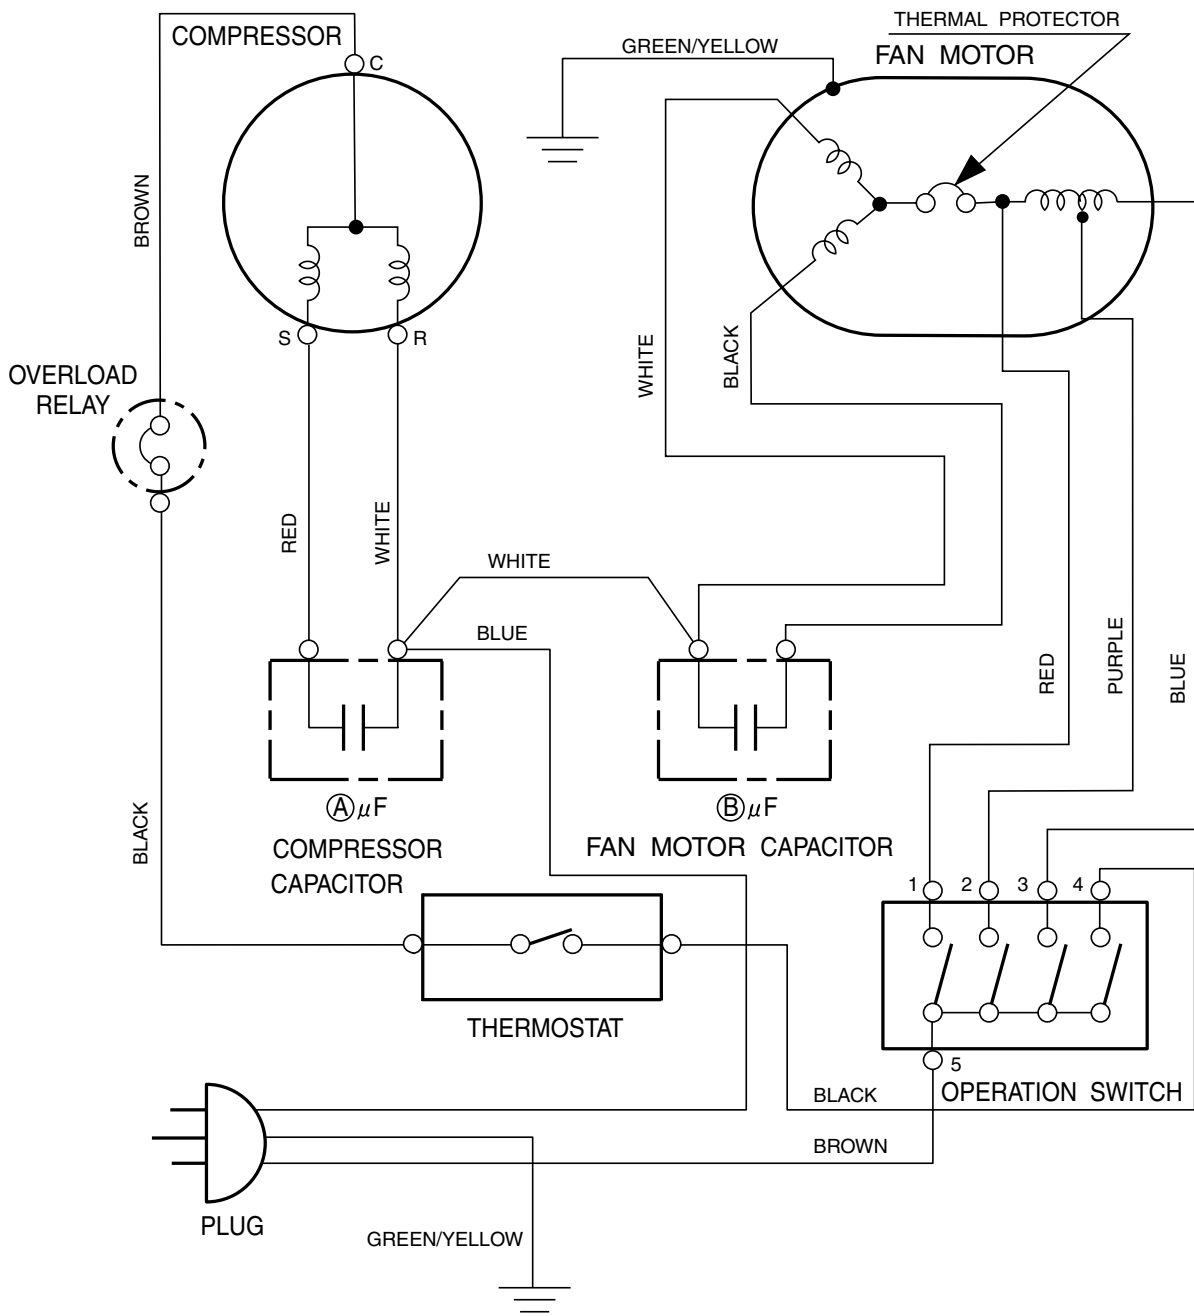 THERMAL PROTECTOR
COMPRESSOR
GREEN/YELLOW
FAN MOTOR
C
BROWN
S
R
WHITE
BLACK
OVERLOAD
RELAY
RED
WHITE
WHITE
BLUE
RED
PURPLE
BLUE
Ⓐ μF
Ⓑ μF
BLACK
COMPRESSOR
CAPACITOR
FAN MOTOR CAPACITOR
1
2
3
4
THERMOSTAT
5
OPERATION SWITCH
BLACK
BROWN
PLUG
GREEN/YELLOW